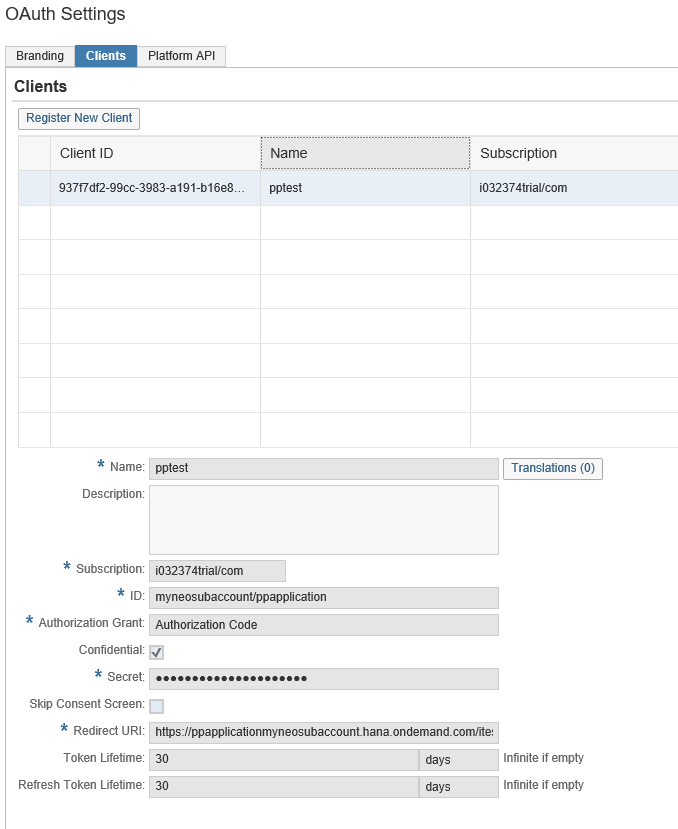 OAuth Settings
Branding Clients Platform API
Clients
Register New Client
Client ID Name Subscription
937f7df2-99cc-3983-a191-b16e8... pptest i032374trial/com
* Name: pptest Translations (0)
Description:
* Subscription: i032374trial/com
* ID: myneosubaccount/ppapplication
* Authorization Grant: Authorization Code
Confidential:
* Secret: •••••••••••••••••••••
Skip Consent Screen:
* Redirect URI: https://ppapplicationmyneosubaccount.hana.ondemand.com/ites
Token Lifetime: 30 days Infinite if empty
Refresh Token Lifetime: 30 days Infinite if empty